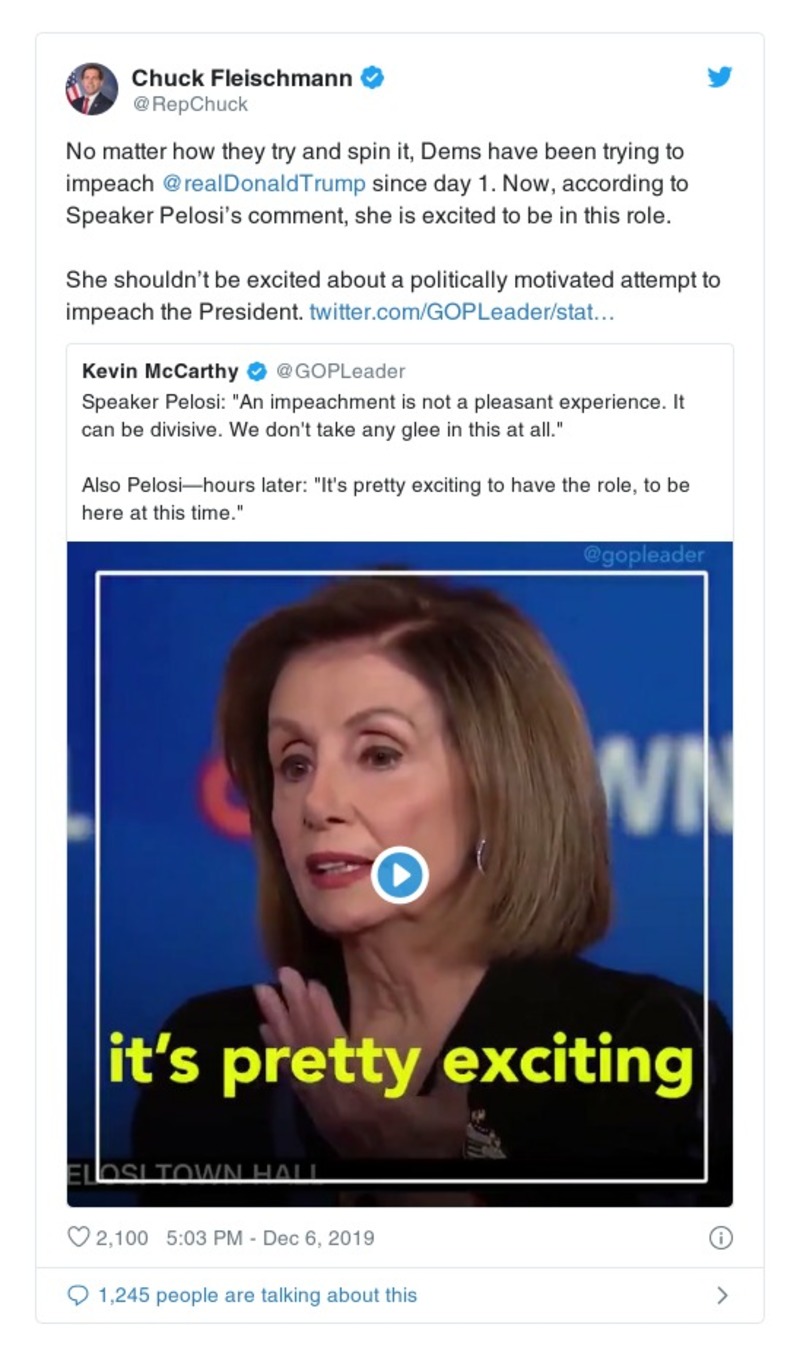 Chuck Fleischmann
@RepChuck
No matter how they try and spin it, Dems have been trying to
impeach @realDonaldTrump since day 1. Now, according to
Speaker Pelosi’s comment, she is excited to be in this role.
She shouldn’t be excited about a politically motivated attempt to
impeach the President. twitter.com/GOPLeader/stat…
Kevin McCarthy @GOPLeader
Speaker Pelosi: "An impeachment is not a pleasant experience. It
can be divisive. We don't take any glee in this at all."
Also Pelosi—hours later: "It's pretty exciting to have the role, to be
here at this time."
@gopleader
WN
it’s pretty exciting
ELOSI TOWN HALL
2,100 5:03 PM - Dec 6, 2019
1,245 people are talking about this